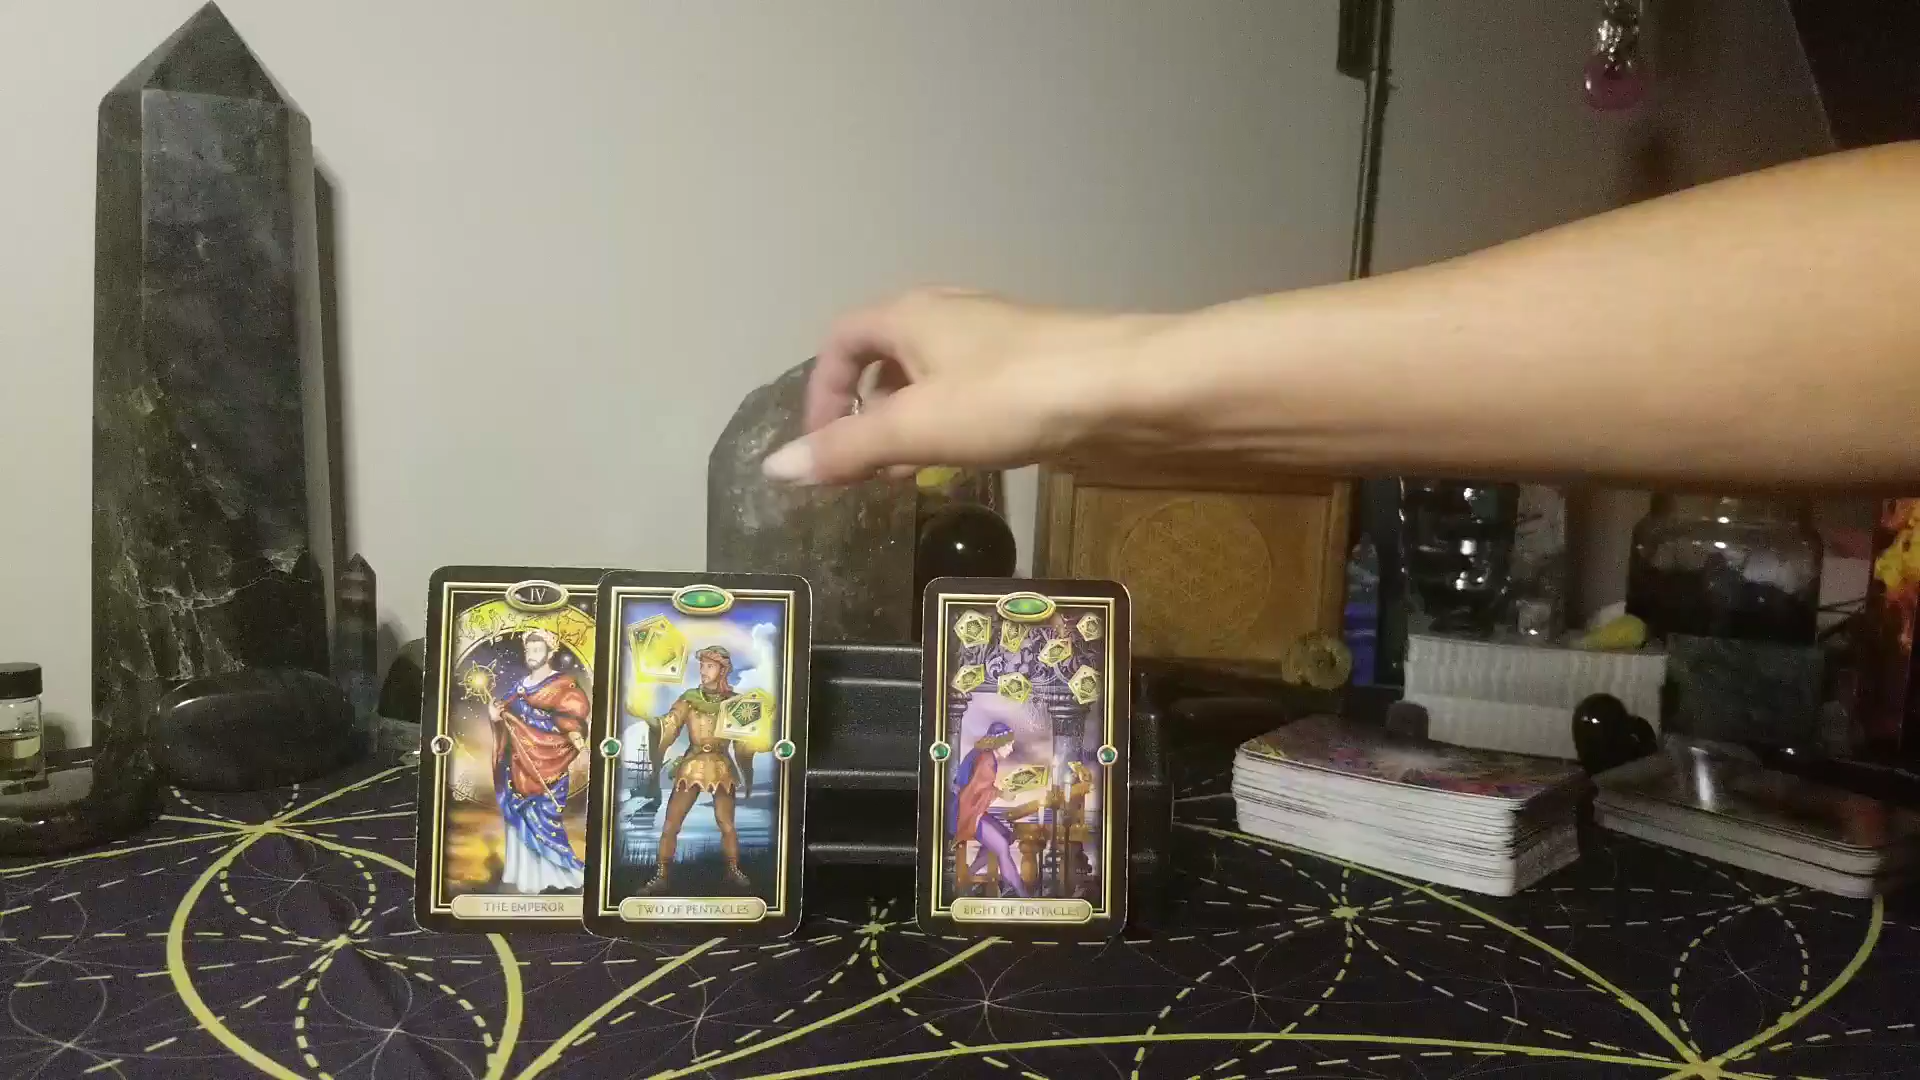 IV
THE EMPEROR
TWO OF PENTACLES
EIGHT OF PENTACLES